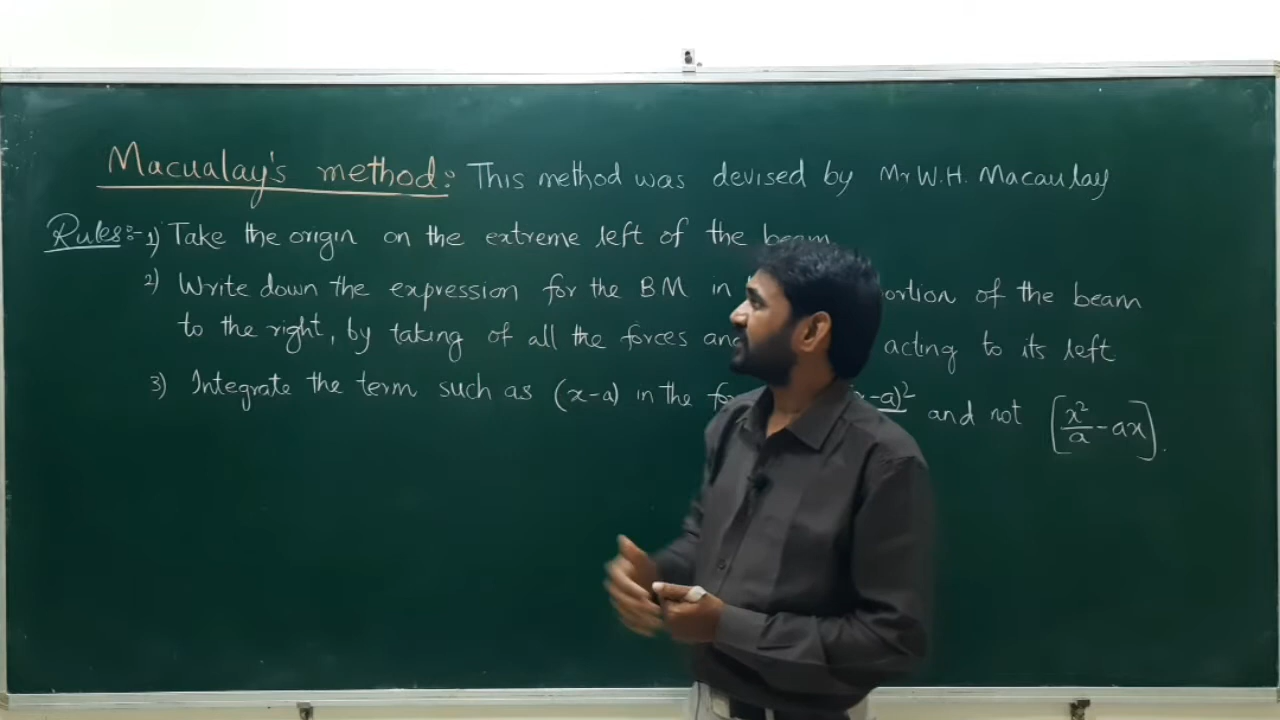 Macualay's method: This method was devised by Mr W.H. Macaulay
Rules:- 1) Take the origin on the extreme left of the beam
2) Write down the expression for the BM in ortion of the beam
to the right, by taking of all the forces and acting to its left
3) Integrate the term such as (x-a) in the -a)² and not [x²/a - ax].